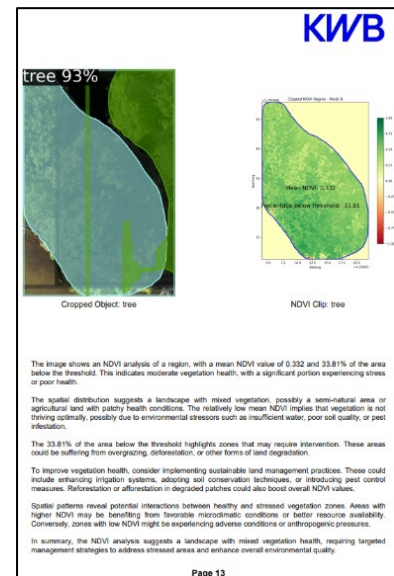 KWB
tree 93%
Clipped NDVI Region - Mask 8
Mean NDVI: 0.332
Percentage below threshold: 33.81
Cropped Object: tree
NDVI Clip: tree
The image shows an NDVI analysis of a region, with a mean NDVI value of 0.332 and 33.81% of the area
below the threshold. This indicates moderate vegetation health, with a significant portion experiencing stress
or poor health.
The spatial distribution suggests a landscape with mixed vegetation, possibly a semi-natural area or
agricultural land with patchy health conditions. The relatively low mean NDVI implies that vegetation is not
thriving optimally, possibly due to environmental stressors such as insufficient water, poor soil quality, or pest
infestation.
The 33.81% of the area below the threshold highlights zones that may require intervention. These areas
could be suffering from overgrazing, deforestation, or other forms of land degradation.
To improve vegetation health, consider implementing sustainable land management practices. These could
include enhancing irrigation systems, adopting soil conservation techniques, or introducing pest control
measures. Reforestation or afforestation in degraded patches could also boost overall NDVI values.
Spatial patterns reveal potential interactions between healthy and stressed vegetation zones. Areas with
higher NDVI may be benefiting from favorable microclimatic conditions or better resource availability.
Conversely, zones with low NDVI might be experiencing adverse conditions or anthropogenic pressures.
In summary, the NDVI analysis suggests a landscape with mixed vegetation health, requiring targeted
management strategies to address stressed areas and enhance overall environmental quality.
Page 13